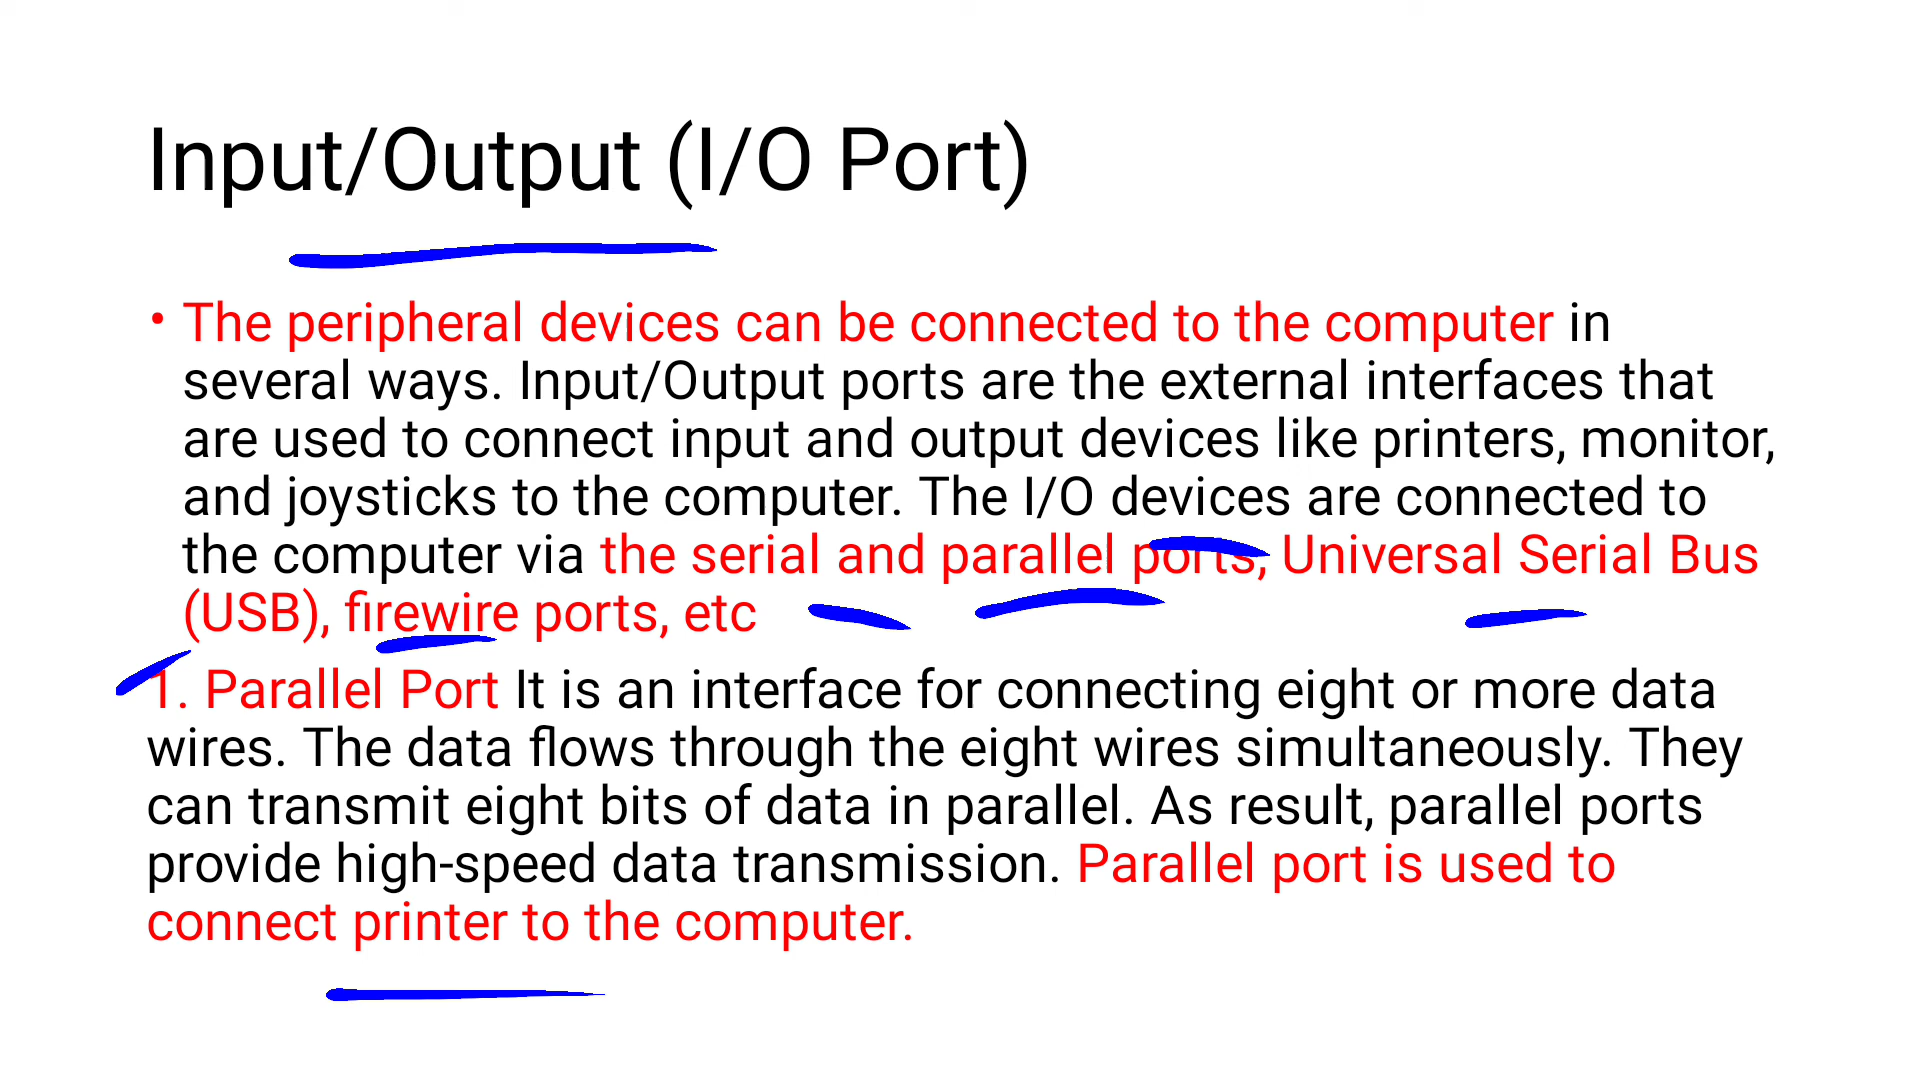 Input/Output (I/O Port)
• The peripheral devices can be connected to the computer in
several ways. Input/Output ports are the external interfaces that
are used to connect input and output devices like printers, monitor,
and joysticks to the computer. The I/O devices are connected to
the computer via the serial and parallel ports, Universal Serial Bus
(USB), firewire ports, etc
1. Parallel Port It is an interface for connecting eight or more data
wires. The data flows through the eight wires simultaneously. They
can transmit eight bits of data in parallel. As result, parallel ports
provide high-speed data transmission. Parallel port is used to
connect printer to the computer.